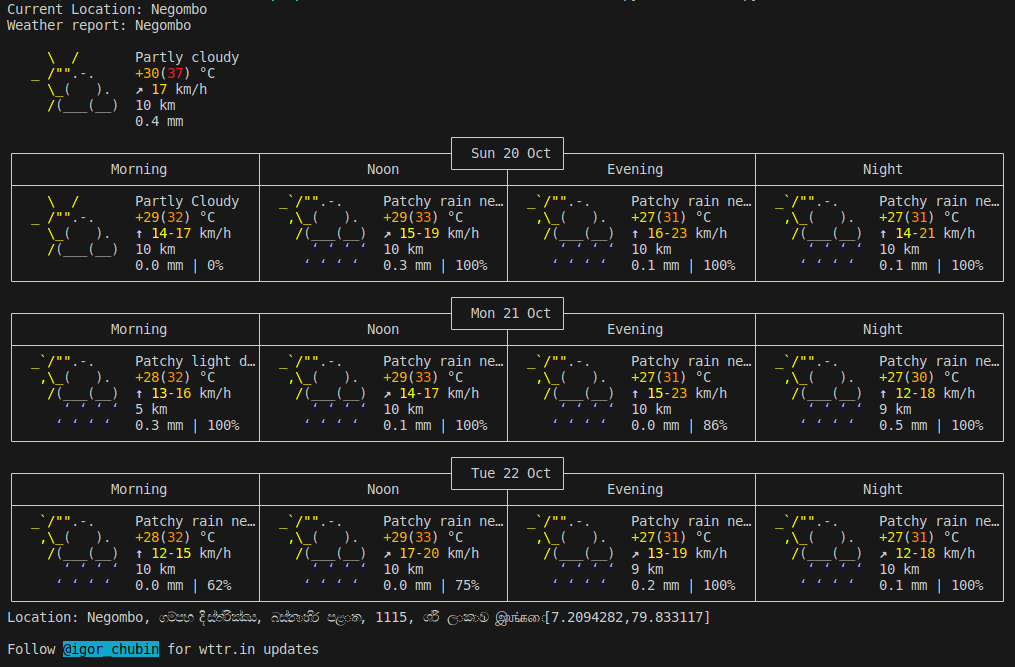 Current Location: Negombo
Weather report: Negombo
Partly cloudy
+30(37) °C
↗ 17 km/h
10 km
0.4 mm
Sun 20 Oct
Morning Noon Evening Night
Partly Cloudy Patchy rain ne… Patchy rain ne… Patchy rain ne…
+29(32) °C +29(33) °C +27(31) °C +27(31) °C
↑ 14-17 km/h ↗ 15-19 km/h ↑ 16-23 km/h ↑ 14-21 km/h
10 km 10 km 10 km 10 km
0.0 mm | 0% 0.3 mm | 100% 0.1 mm | 100% 0.1 mm | 100%
Mon 21 Oct
Morning Noon Evening Night
Patchy light d… Patchy rain ne… Patchy rain ne… Patchy rain ne…
+28(32) °C +29(33) °C +27(31) °C +27(30) °C
↑ 13-16 km/h ↗ 14-17 km/h ↑ 15-23 km/h ↑ 12-18 km/h
5 km 10 km 10 km 9 km
0.3 mm | 100% 0.1 mm | 100% 0.0 mm | 86% 0.5 mm | 100%
Tue 22 Oct
Morning Noon Evening Night
Patchy rain ne… Patchy rain ne… Patchy rain ne… Patchy rain ne…
+28(32) °C +29(33) °C +27(31) °C +27(31) °C
↑ 12-15 km/h ↗ 17-20 km/h ↗ 13-19 km/h ↗ 12-18 km/h
10 km 10 km 9 km 10 km
0.0 mm | 62% 0.0 mm | 75% 0.2 mm | 100% 0.1 mm | 100%
Location: Negombo, ගම්පහ දිස්ත්‍රික්කය, බස්නාහිර පළාත, 1115, ශ්‍රී ලංකාව இலங்கை [7.2094282,79.833117]
Follow @igor_chubin for wttr.in updates